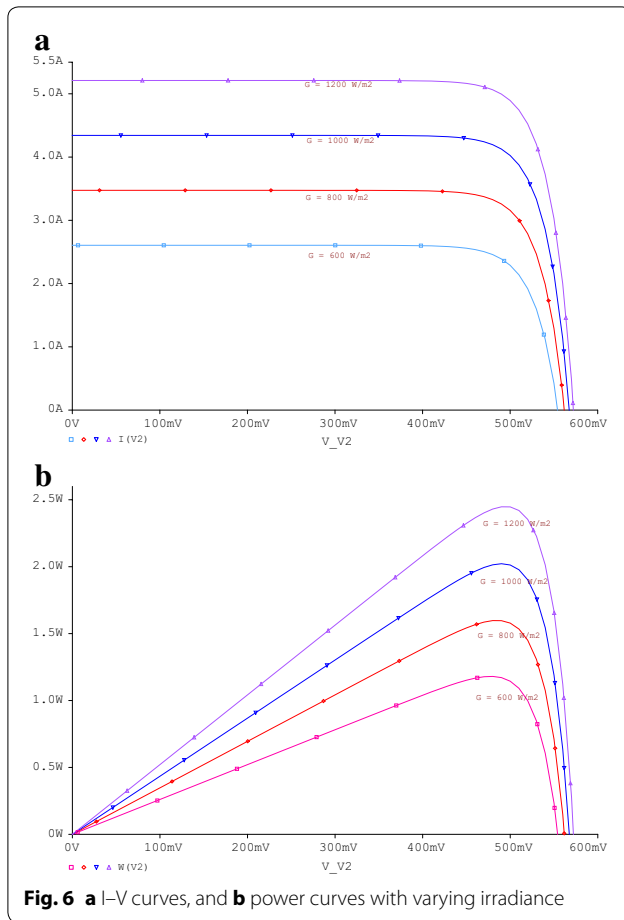 a
5.5A
G = 1200 W/m2
5.0A
G = 1000 W/m2
4.0A
G = 800 W/m2
3.0A
G = 600 W/m2
2.0A
1.0A
0A
0V 100mV 200mV 300mV 400mV 500mV 600mV
I(V2)
V_V2
b
2.5W
G = 1200 W/m2
2.0W
G = 1000 W/m2
1.5W
G = 800 W/m2
1.0W
G = 600 W/m2
0.5W
0W
0V 100mV 200mV 300mV 400mV 500mV 600mV
W(V2)
V_V2
Fig. 6 a I–V curves, and b power curves with varying irradiance